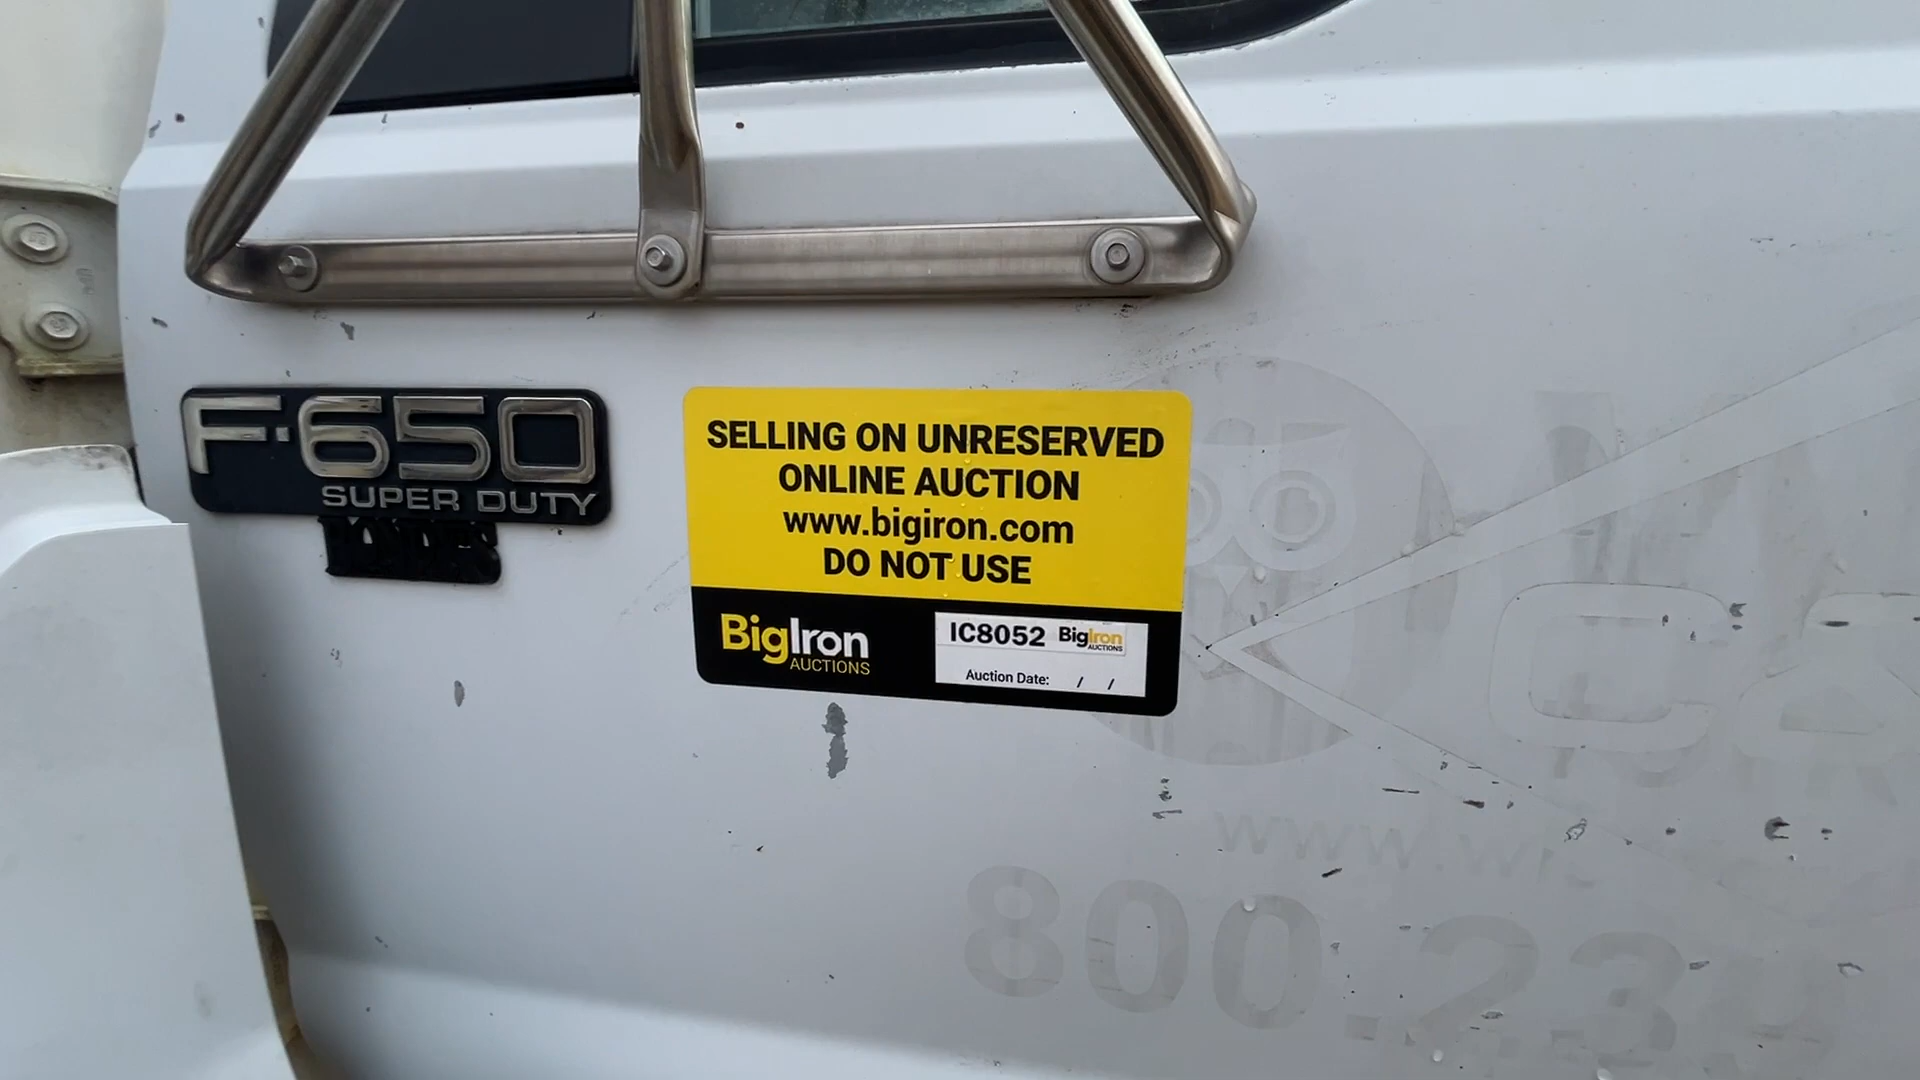 F-650
SUPER DUTY
SELLING ON UNRESERVED
ONLINE AUCTION
www.bigiron.com
DO NOT USE
BigIron
AUCTIONS
IC8052 BigIron
AUCTIONS
Auction Date: / /
www.w
800.23